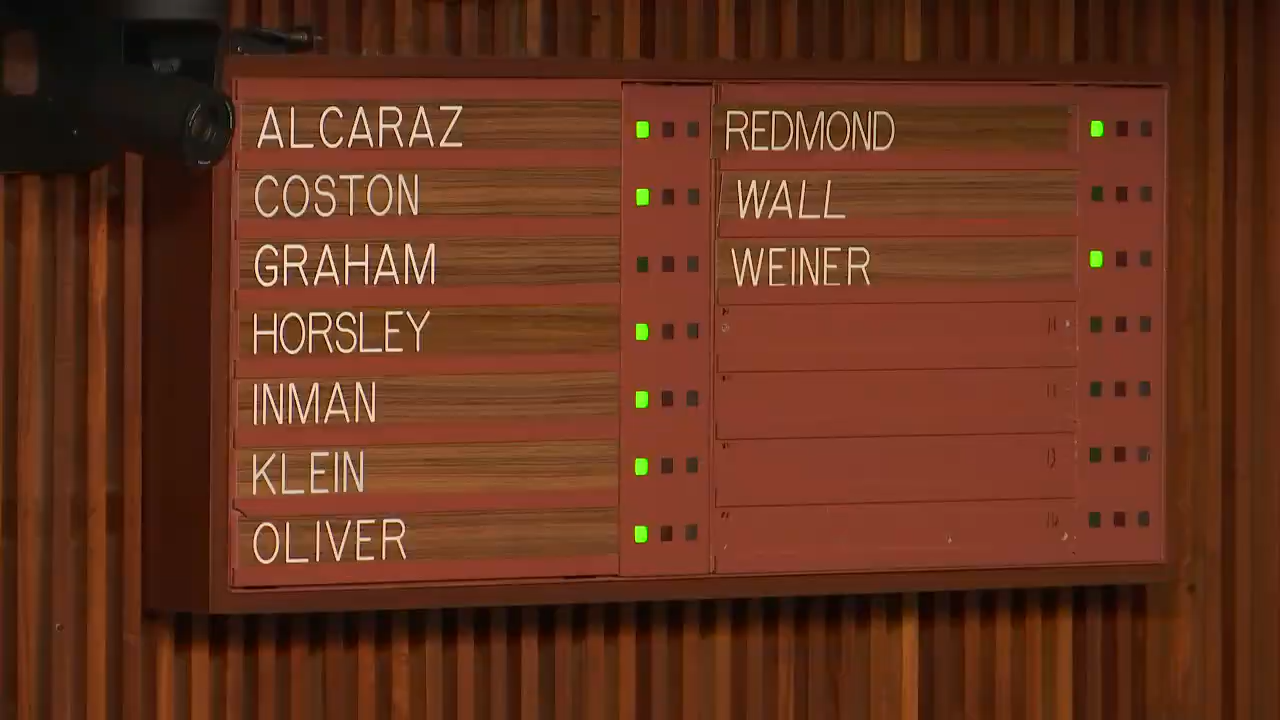 ALCARAZ
COSTON
GRAHAM
HORSLEY
INMAN
KLEIN
OLIVER
REDMOND
WALL
WEINER